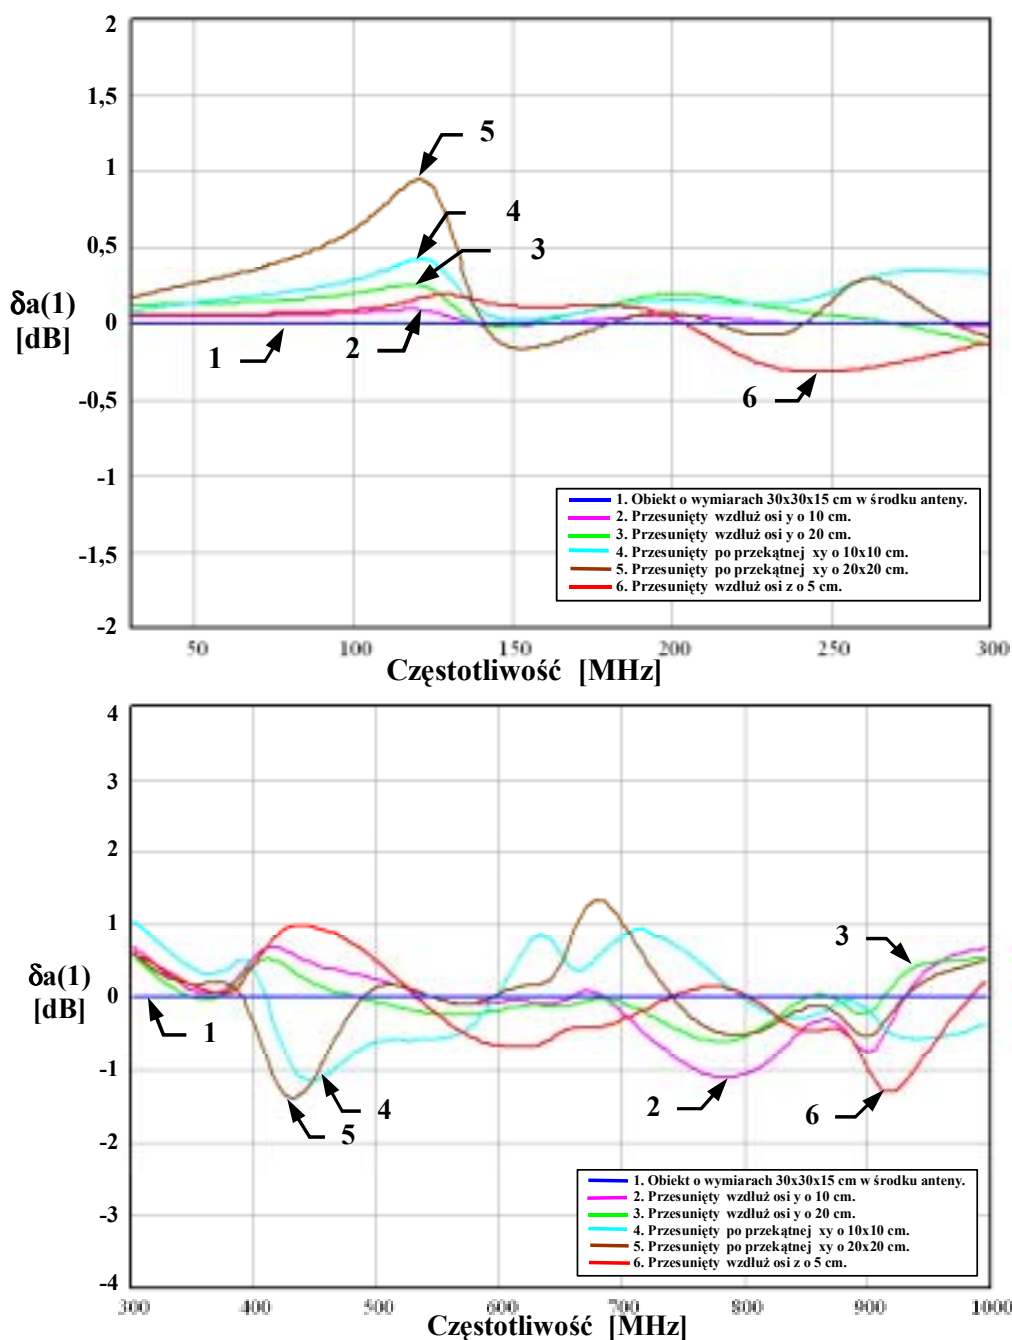 2
1,5
1
0,5
0
-0,5
-1
-1,5
-2
δa(1)
[dB]
5
4
3
1
2
6
1. Obiekt o wymiarach 30x30x15 cm w środku anteny.
2. Przesunięty wzdłuż osi y o 10 cm.
3. Przesunięty wzdłuż osi y o 20 cm.
4. Przesunięty po przekątnej xy o 10x10 cm.
5. Przesunięty po przekątnej xy o 20x20 cm.
6. Przesunięty wzdłuż osi z o 5 cm.
50 100 150 200 250 300
Częstotliwość [MHz]
4
3
2
1
0
-1
-2
-3
-4
δa(1)
[dB]
3
1
4
5
2
6
1. Obiekt o wymiarach 30x30x15 cm w środku anteny.
2. Przesunięty wzdłuż osi y o 10 cm.
3. Przesunięty wzdłuż osi y o 20 cm.
4. Przesunięty po przekątnej xy o 10x10 cm.
5. Przesunięty po przekątnej xy o 20x20 cm.
6. Przesunięty wzdłuż osi z o 5 cm.
300 400 500 600 700 800 900 1000
Częstotliwość [MHz]